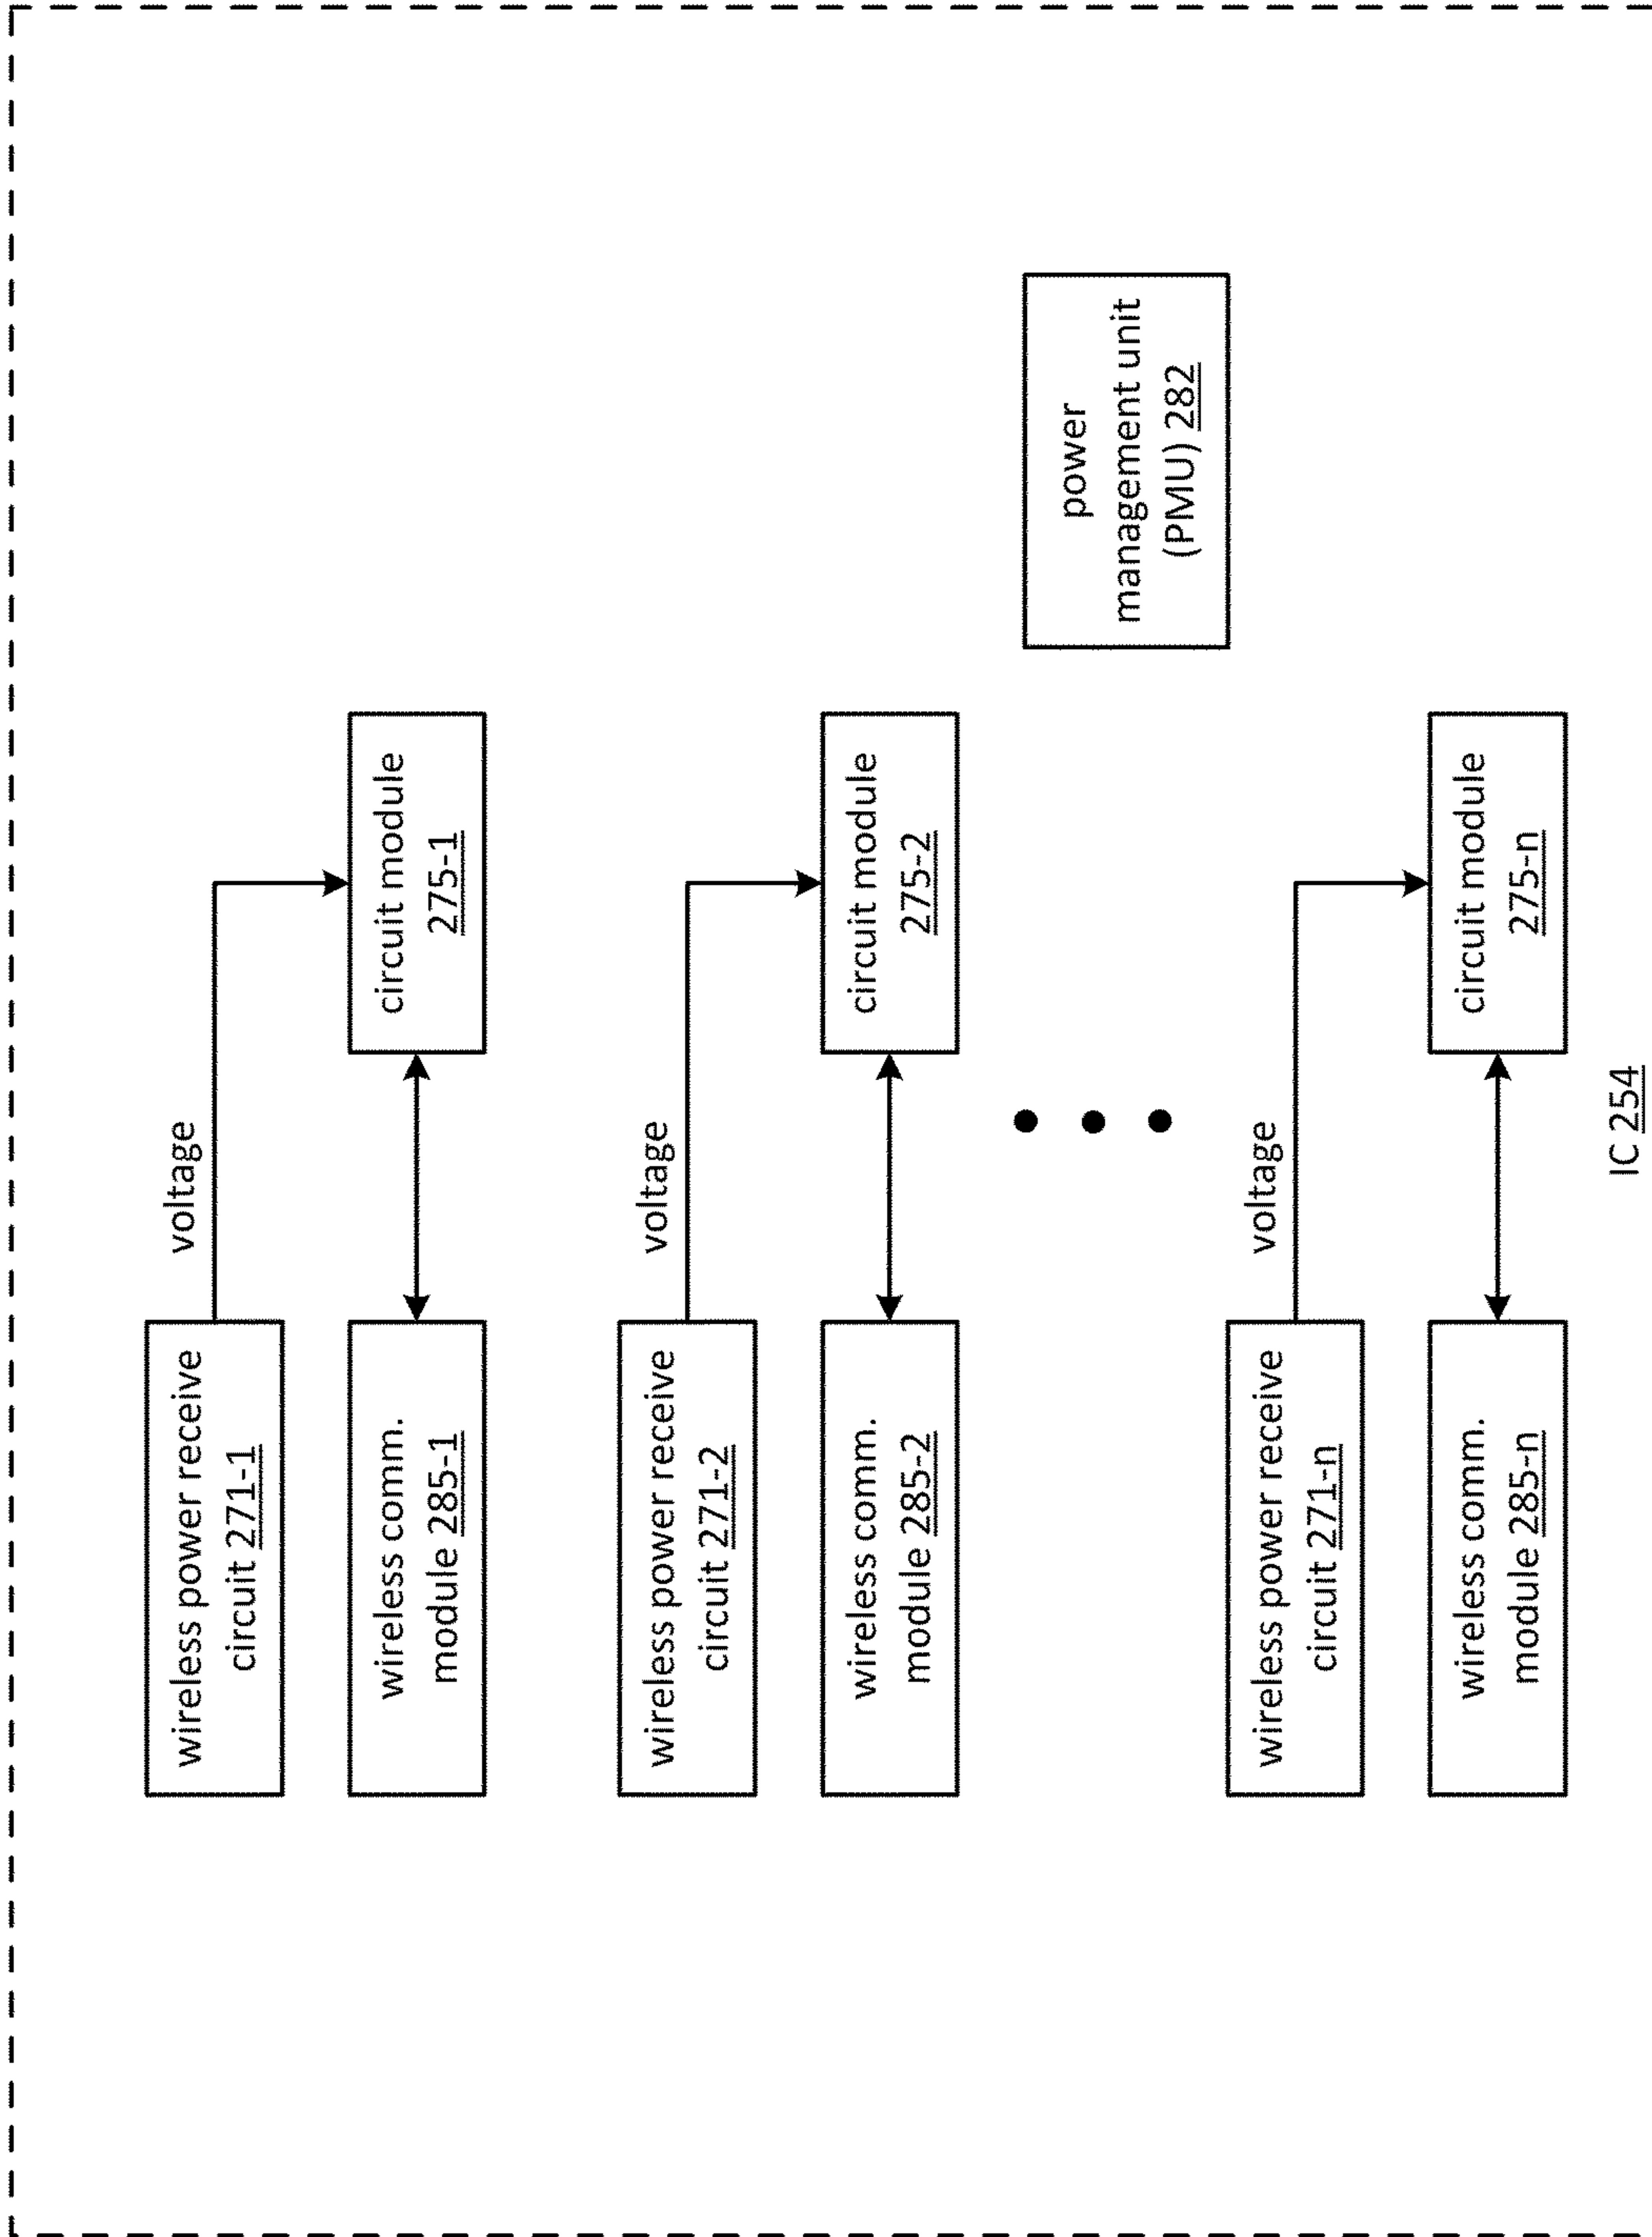 wireless power receive
circuit 271-1
voltage
wireless comm.
module 285-1
circuit module
275-1
wireless power receive
circuit 271-2
voltage
wireless comm.
module 285-2
circuit module
275-2
power
management unit
(PMU) 282
wireless power receive
circuit 271-n
voltage
wireless comm.
module 285-n
circuit module
275-n
IC 254